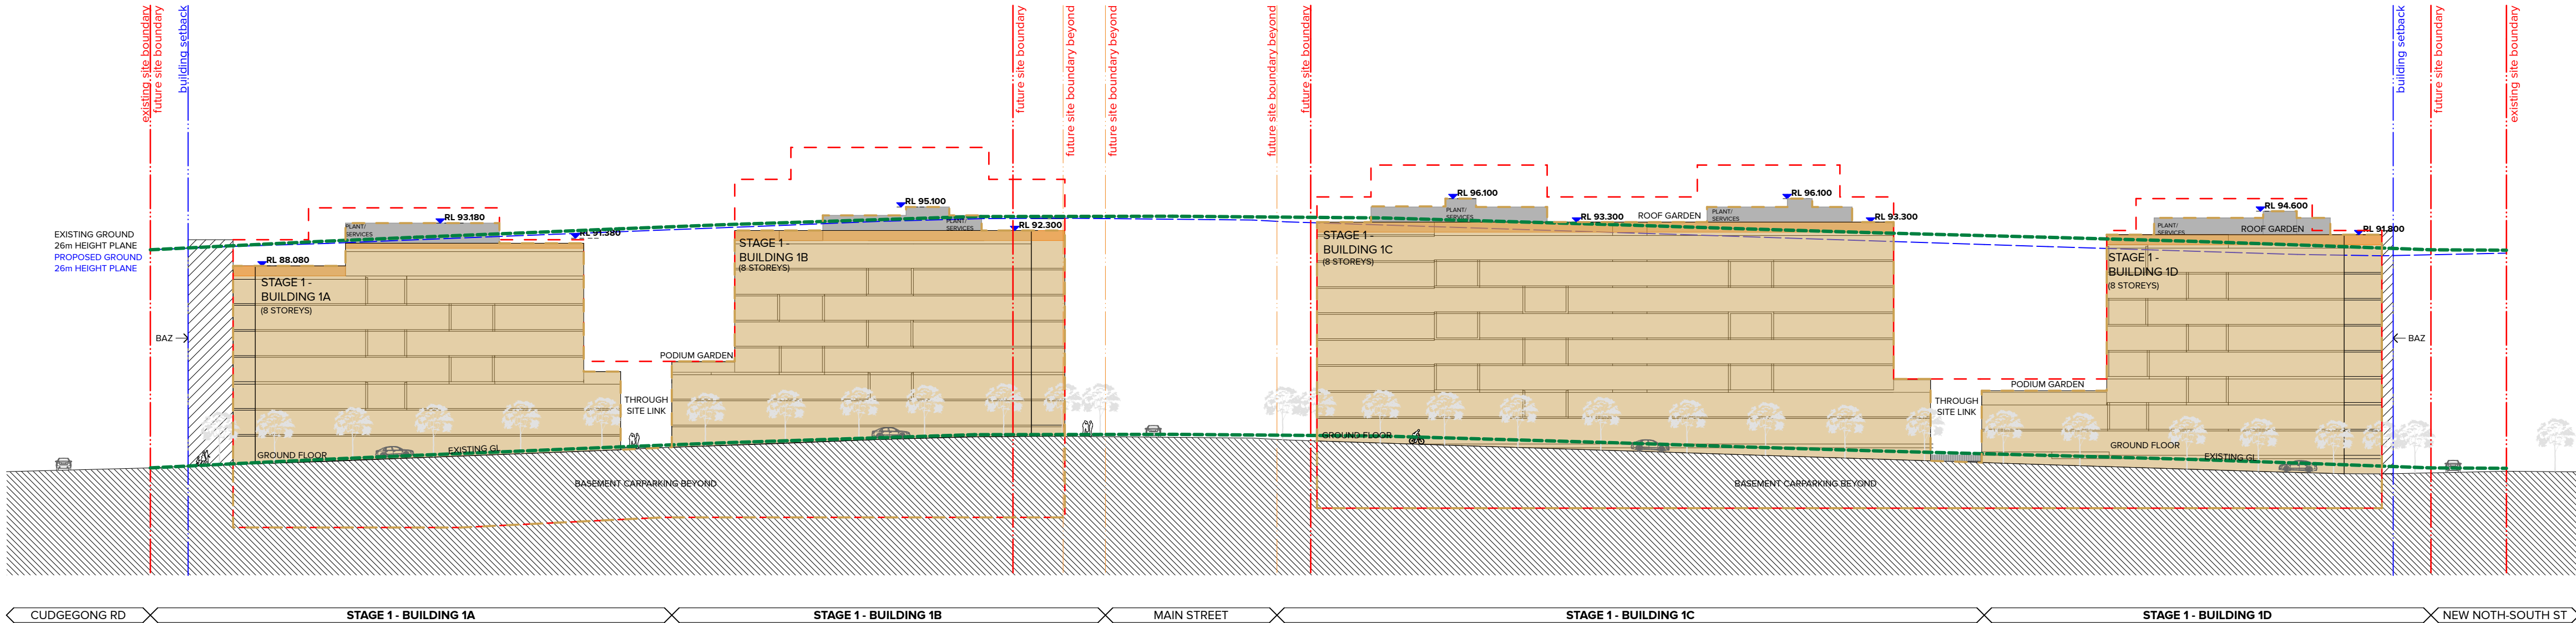 existing site boundary
future site boundary
building setback
future site boundary
future site boundary beyond
future site boundary beyond
future site boundary beyond
future site boundary
building setback
future site boundary
existing site boundary
EXISTING GROUND
26m HEIGHT PLANE
PROPOSED GROUND
26m HEIGHT PLANE
RL 88.080
STAGE 1 -
BUILDING 1A
(8 STOREYS)
PLANT/
SERVICES
RL 93.180
RL 91.380
BAZ
GROUND FLOOR
EXISTING GL
THROUGH
SITE LINK
PODIUM GARDEN
STAGE 1 -
BUILDING 1B
(8 STOREYS)
RL 95.100
PLANT/
SERVICES
RL 92.300
BASEMENT CARPARKING BEYOND
STAGE 1 -
BUILDING 1C
(8 STOREYS)
RL 96.100
PLANT/
SERVICES
RL 93.300
ROOF GARDEN
PLANT/
SERVICES
RL 96.100
RL 93.300
GROUND FLOOR
BASEMENT CARPARKING BEYOND
THROUGH
SITE LINK
PODIUM GARDEN
STAGE 1 -
BUILDING 1D
(8 STOREYS)
PLANT/
SERVICES
RL 94.600
ROOF GARDEN
RL 91.800
BAZ
GROUND FLOOR
EXISTING GL
CUDGEGONG RD
STAGE 1 - BUILDING 1A
STAGE 1 - BUILDING 1B
MAIN STREET
STAGE 1 - BUILDING 1C
STAGE 1 - BUILDING 1D
NEW NOTH-SOUTH ST